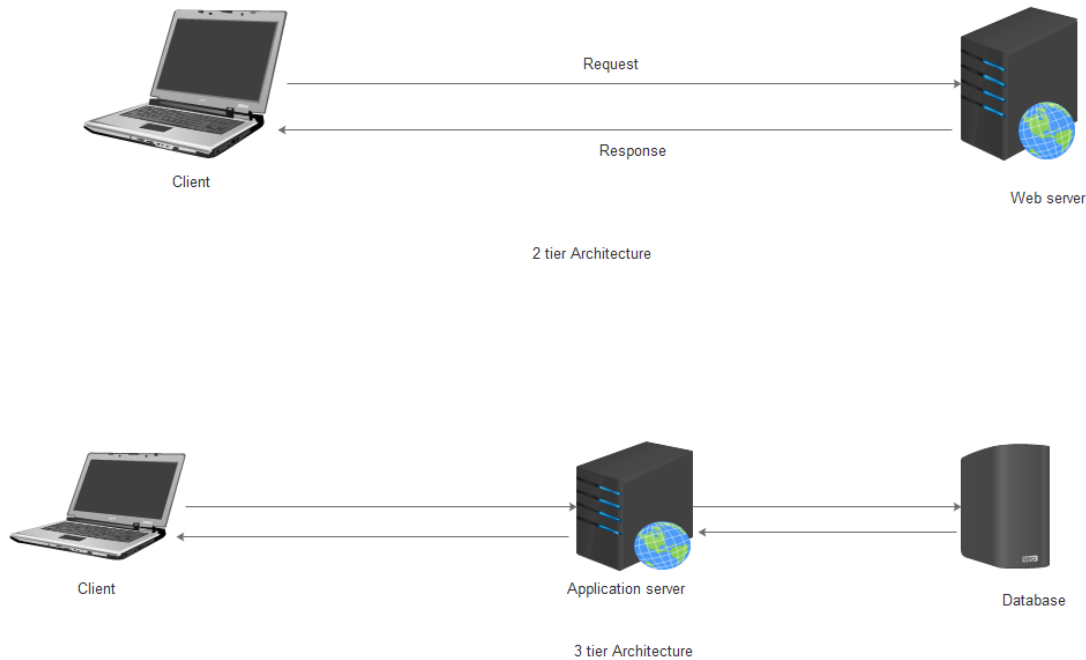 Request
Response
Client
Web server
2 tier Architecture
Client
Application server
Database
3 tier Architecture